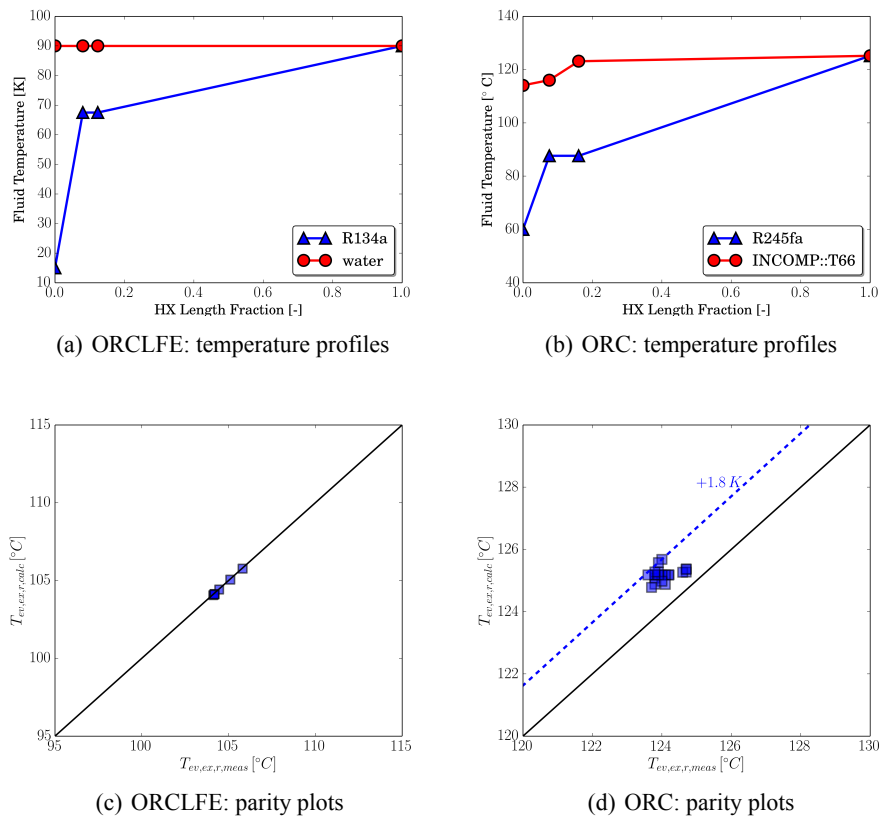 100
90
80
70
60
50
40
30
20
10
Fluid Temperature [K]
0.0 0.2 0.4 0.6 0.8 1.0
HX Length Fraction [-]
R134a
water
(a) ORCLFE: temperature profiles
140
120
100
80
60
40
Fluid Temperature [° C]
0.0 0.2 0.4 0.6 0.8 1.0
HX Length Fraction [-]
R245fa
INCOMP::T66
(b) ORC: temperature profiles
115
110
105
100
95
T_{ev,ex,r,calc} [°C]
95 100 105 110 115
T_{ev,ex,r,meas} [°C]
(c) ORCLFE: parity plots
130
128
126
124
122
120
T_{ev,ex,r,calc} [°C]
+1.8 K
120 122 124 126 128 130
T_{ev,ex,r,meas} [°C]
(d) ORC: parity plots